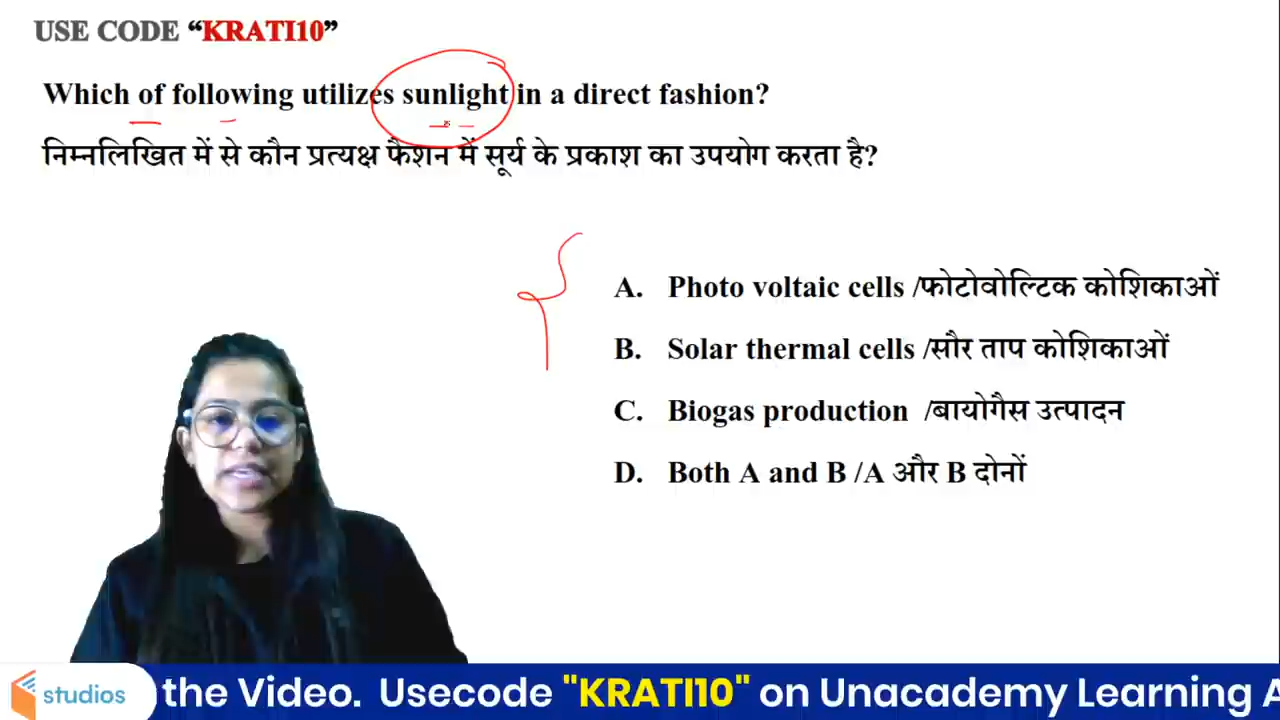 USE CODE “KRATI10”
Which of following utilizes sunlight in a direct fashion?
निम्नलिखित में से कौन प्रत्यक्ष फैशन में सूर्य के प्रकाश का उपयोग करता है?
A. Photo voltaic cells /फोटोवोल्टिक कोशिकाओं
B. Solar thermal cells /सौर ताप कोशिकाओं
C. Biogas production /बायोगैस उत्पादन
D. Both A and B /A और B दोनों
studios the Video. Usecode "KRATI10" on Unacademy Learning A